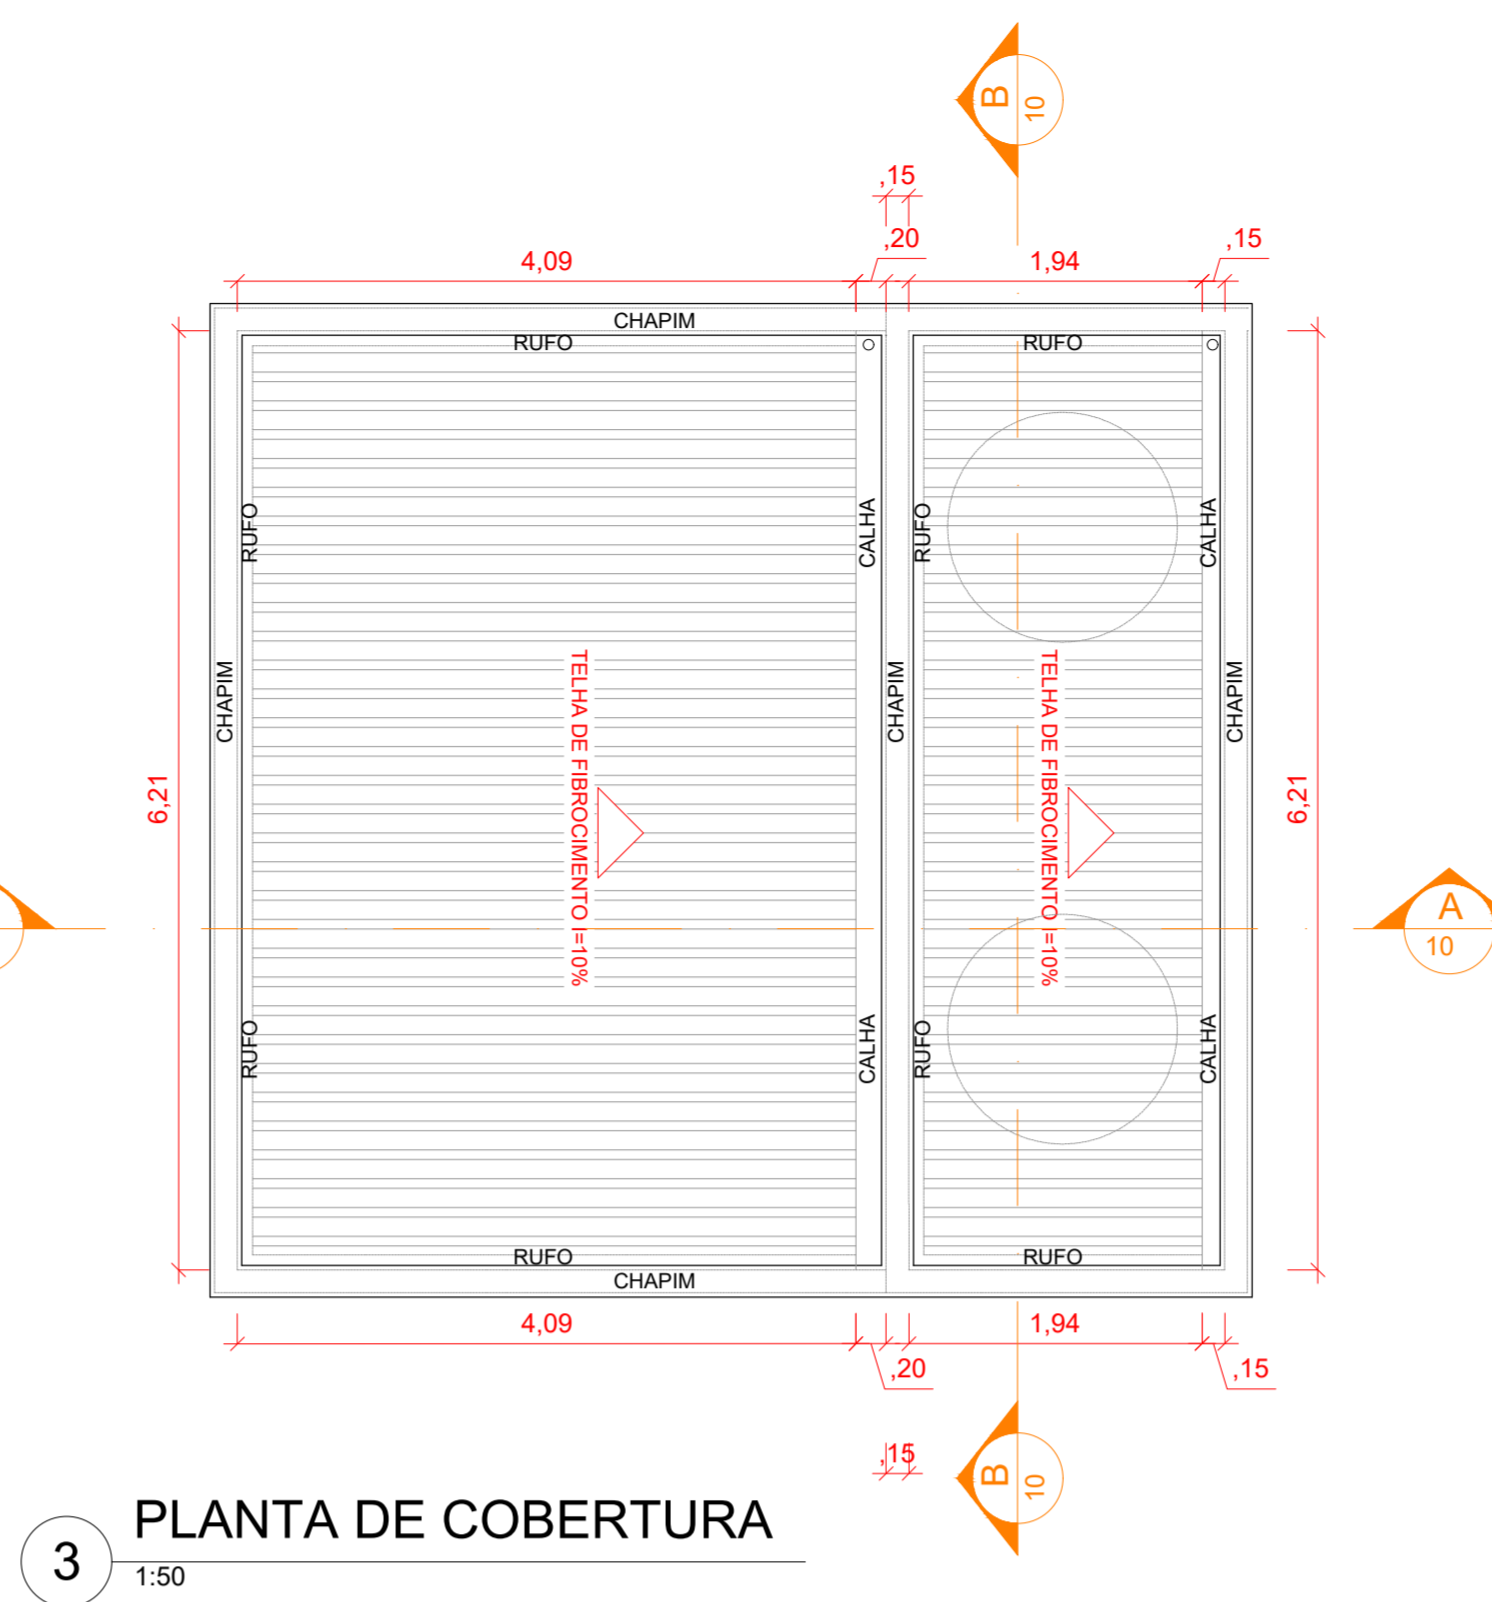 B
10
,15
,20
,15
4,09
1,94
CHAPIM
RUFO
RUFO
RUFO
CALHA
RUFO
CALHA
CHAPIM
TELHA DE FIBROCIMENTO I=10%
CHAPIM
TELHA DE FIBROCIMENTO I=10%
CHAPIM
6,21
6,21
A
10
RUFO
CALHA
RUFO
CALHA
RUFO
RUFO
CHAPIM
4,09
1,94
,20
,15
,15
B
10
PLANTA DE COBERTURA
3
1:50